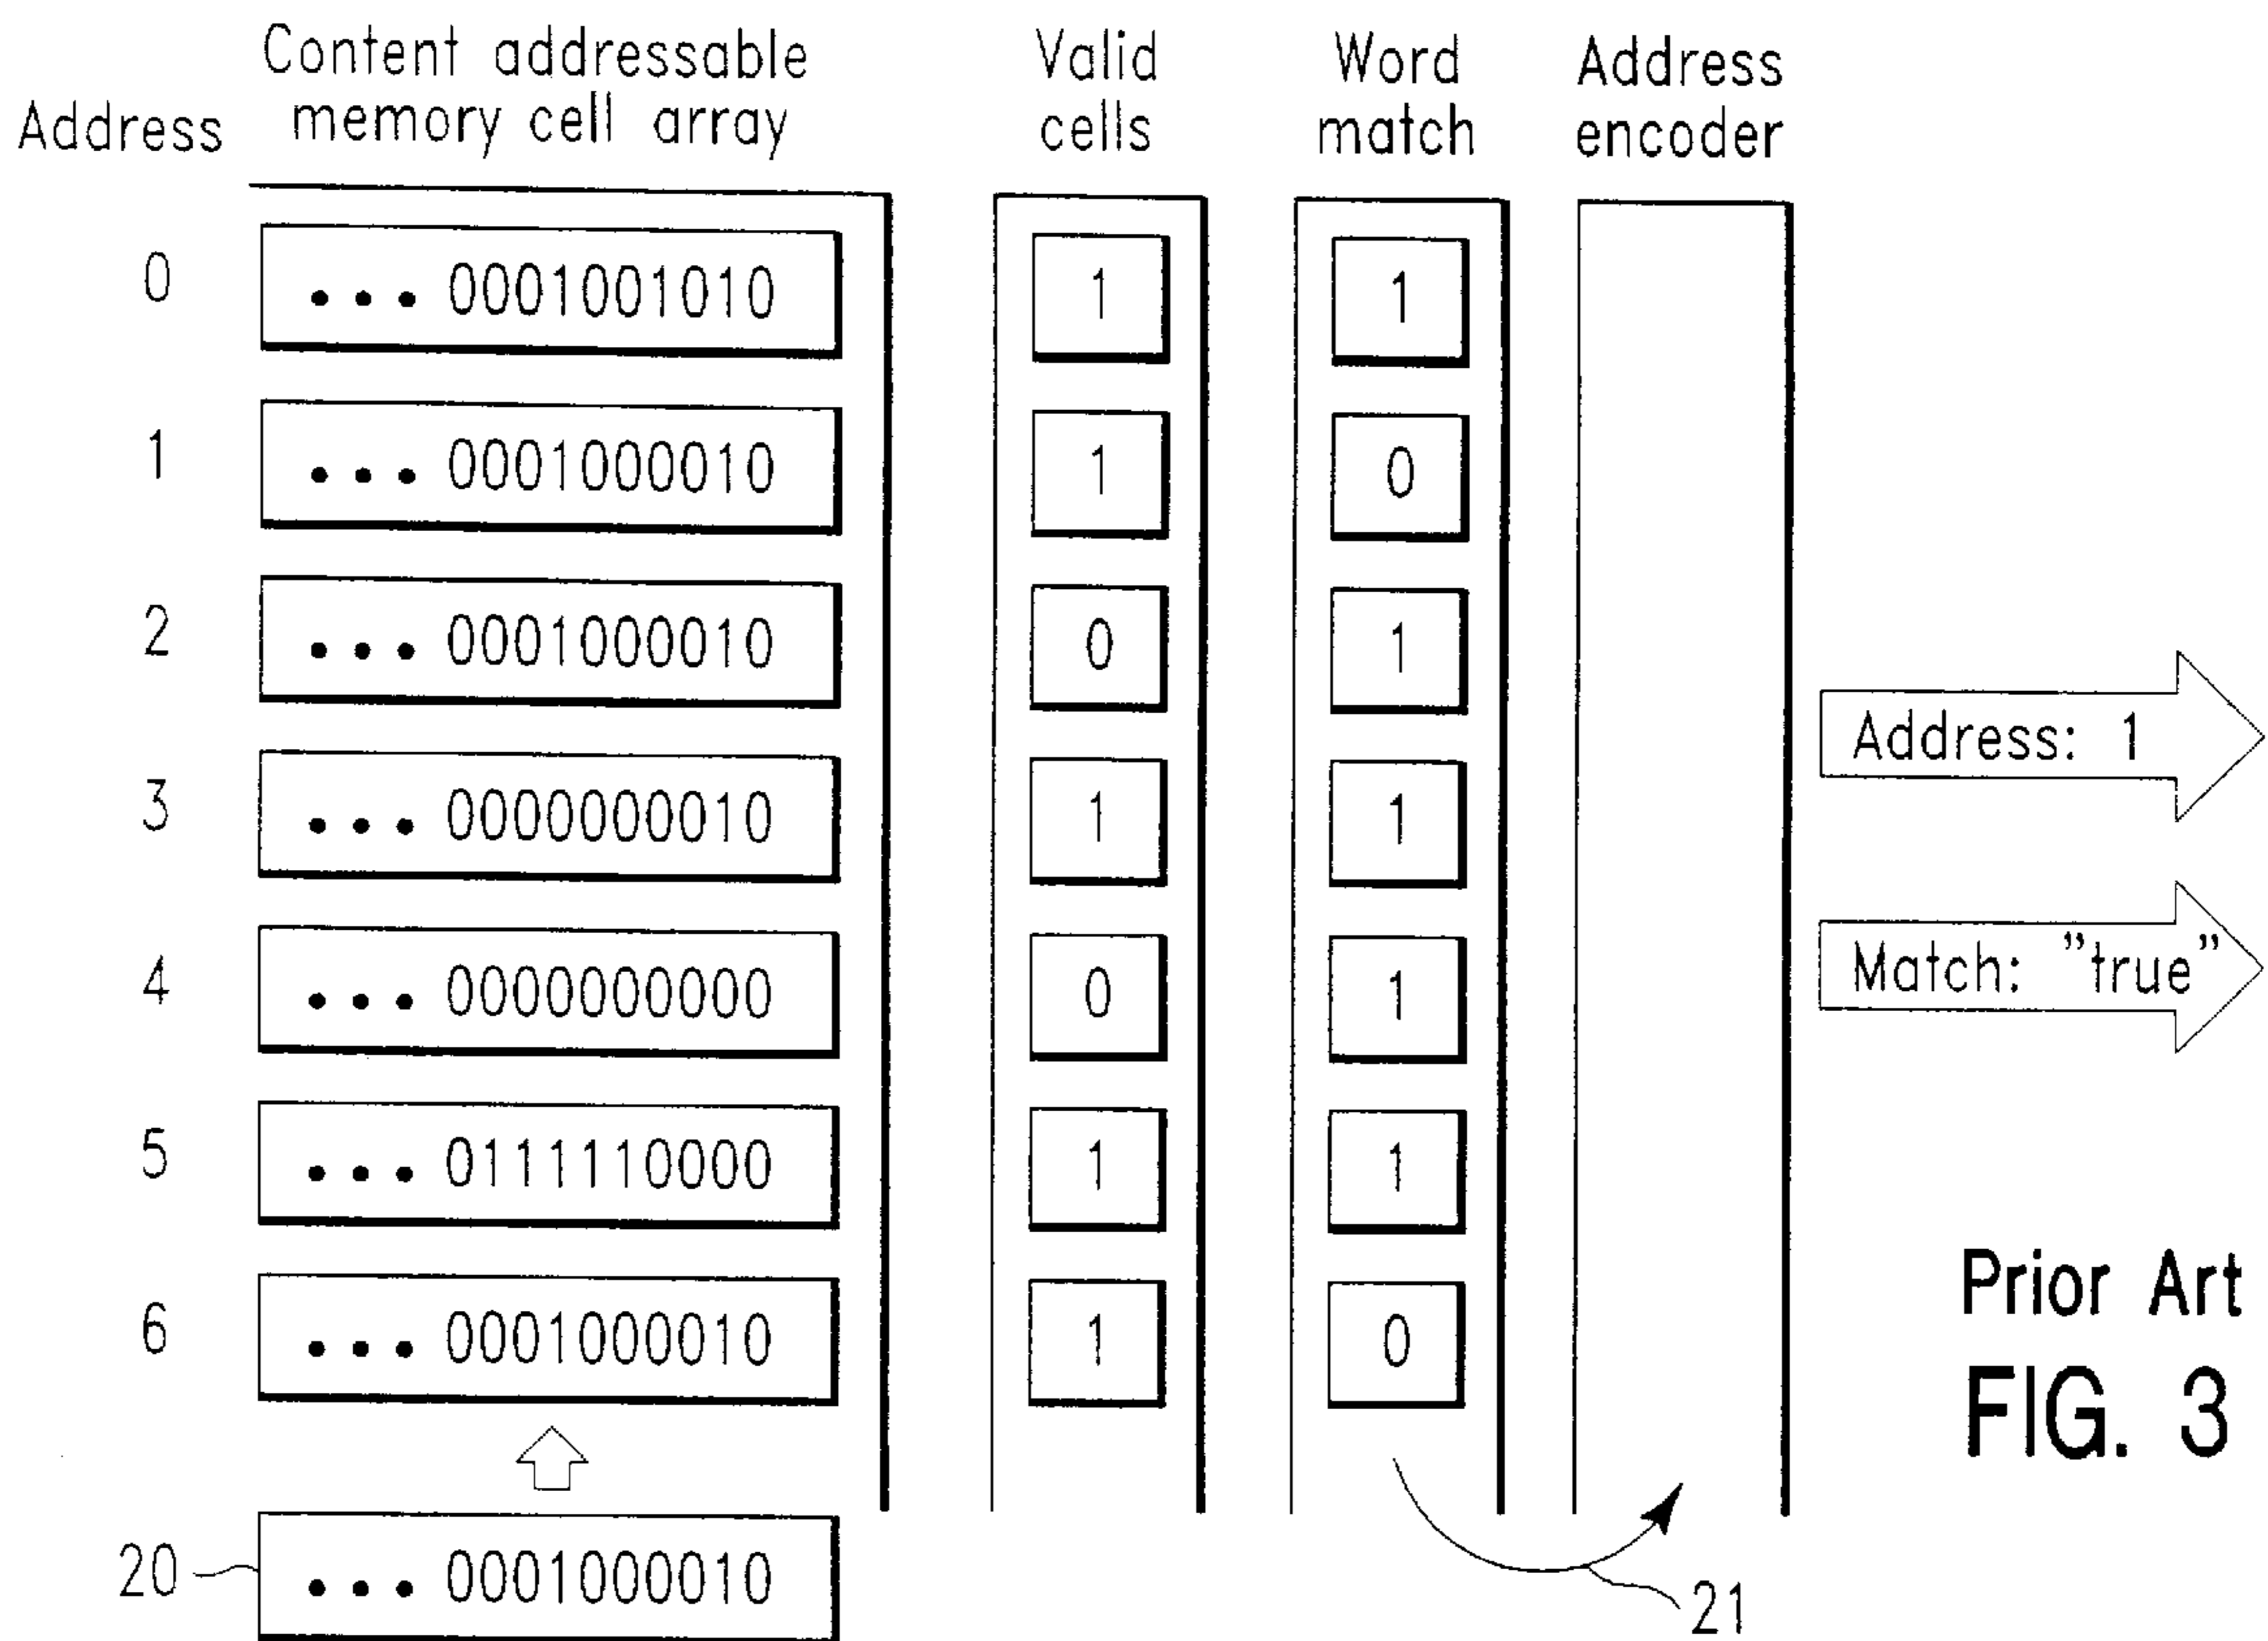 Address
Content addressable
memory cell array
Valid
cells
Word
match
Address
encoder
0 ... 0001001010 1 1
1 ... 0001000010 1 0
2 ... 0001000010 0 1
3 ... 0000000010 1 1
4 ... 0000000000 0 1
5 ... 0111110000 1 1
6 ... 0001000010 1 0
20 ... 0001000010
21
Address: 1
Match: ”true”
Prior Art
FIG. 3